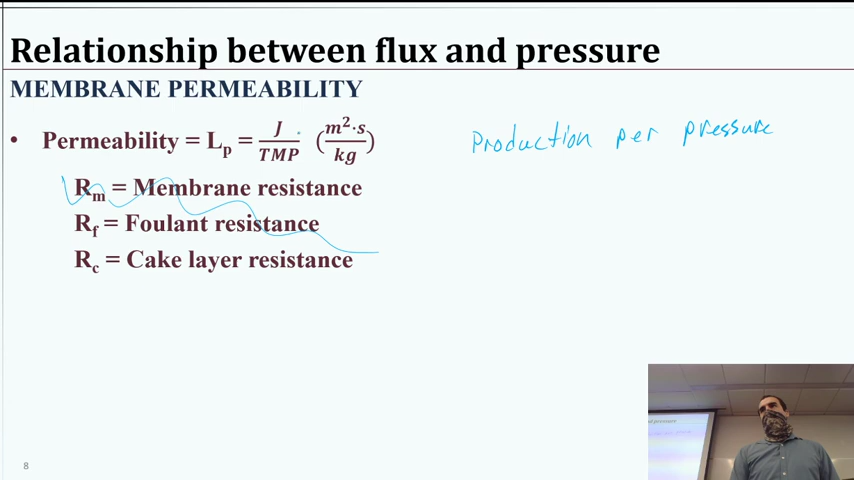 Relationship between flux and pressure
MEMBRANE PERMEABILITY
• Permeability = Lp = J/TMP (m²·s/kg)
Production per pressure
Rm = Membrane resistance
Rf = Foulant resistance
Rc = Cake layer resistance
8